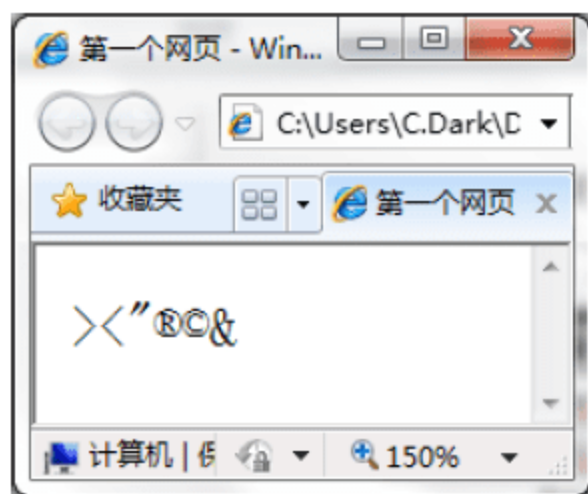 第一个网页 - Win...
C:\Users\C.Dark\D
收藏夹
第一个网页
><"®©&
计算机 | 保
150%